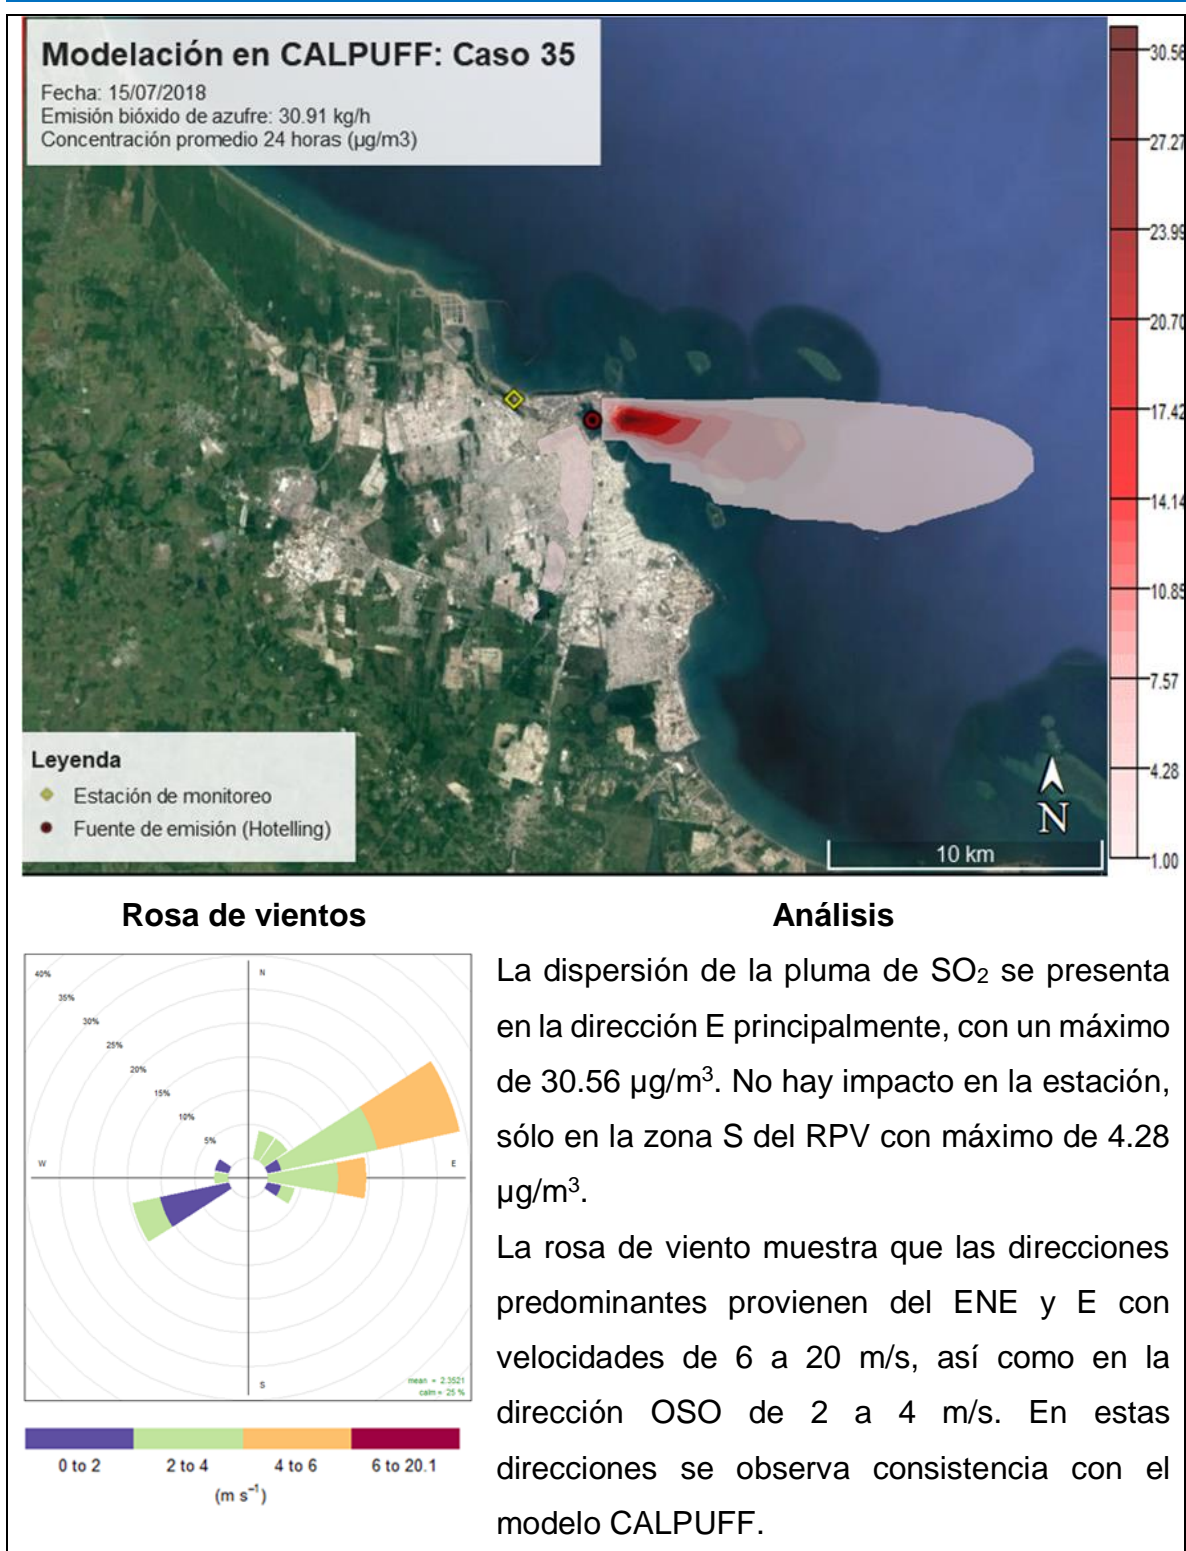 Modelación en CALPUFF: Caso 35
Fecha: 15/07/2018
Emisión bióxido de azufre: 30.91 kg/h
Concentración promedio 24 horas (µg/m3)
30.56
27.27
23.99
20.70
17.42
14.14
10.85
7.57
4.28
1.00
Leyenda
Estación de monitoreo
Fuente de emisión (Hotelling)
N
10 km
Rosa de vientos
40%
35%
30%
25%
20%
15%
10%
5%
N
W
E
S
mean = 2.3521
calm = 25 %
0 to 2
2 to 4
4 to 6
6 to 20.1
(m s⁻¹)
Análisis
La dispersión de la pluma de SO₂ se presenta
en la dirección E principalmente, con un máximo
de 30.56 µg/m³. No hay impacto en la estación,
sólo en la zona S del RPV con máximo de 4.28
µg/m³.
La rosa de viento muestra que las direcciones
predominantes provienen del ENE y E con
velocidades de 6 a 20 m/s, así como en la
dirección OSO de 2 a 4 m/s. En estas
direcciones se observa consistencia con el
modelo CALPUFF.